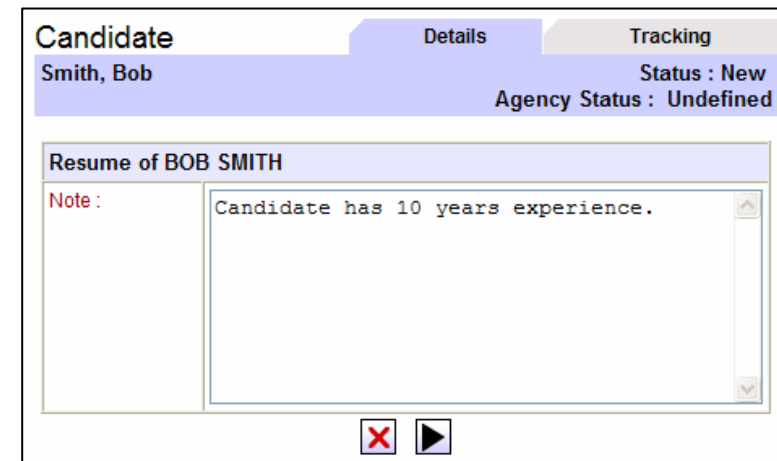 Candidate
Details
Tracking
Smith, Bob
Status : New
Agency Status : Undefined
Resume of BOB SMITH
Note :
Candidate has 10 years experience.